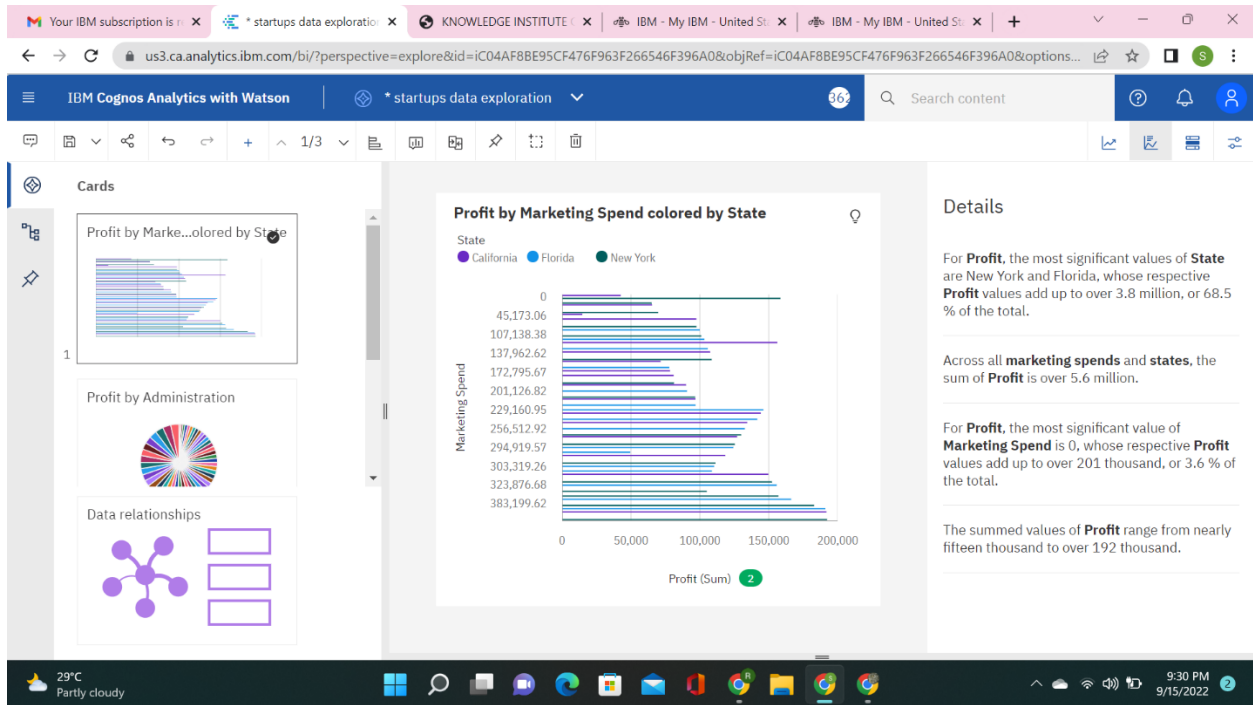 Your IBM subscription is r
* startups data exploration
KNOWLEDGE INSTITUTE
IBM - My IBM - United St
IBM - My IBM - United St
us3.ca.analytics.ibm.com/bi/?perspective=explore&id=iC04AF8BE95CF476F963F266546F396A0&objRef=iC04AF8BE95CF476F963F266546F396A0&options...
S
IBM Cognos Analytics with Watson
* startups data exploration
362
Search content
1/3
Cards
Profit by Marke...olored by State
1
Profit by Administration
Data relationships
Profit by Marketing Spend colored by State
State
California Florida New York
Marketing Spend
0
45,173.06
107,138.38
137,962.62
172,795.67
201,126.82
229,160.95
256,512.92
294,919.57
303,319.26
323,876.68
383,199.62
0 50,000 100,000 150,000 200,000
Profit (Sum) 2
Details
For Profit, the most significant values of State
are New York and Florida, whose respective
Profit values add up to over 3.8 million, or 68.5
% of the total.
Across all marketing spends and states, the
sum of Profit is over 5.6 million.
For Profit, the most significant value of
Marketing Spend is 0, whose respective Profit
values add up to over 201 thousand, or 3.6 % of
the total.
The summed values of Profit range from nearly
fifteen thousand to over 192 thousand.
29°C
Partly cloudy
R
S
9:30 PM
9/15/2022
2